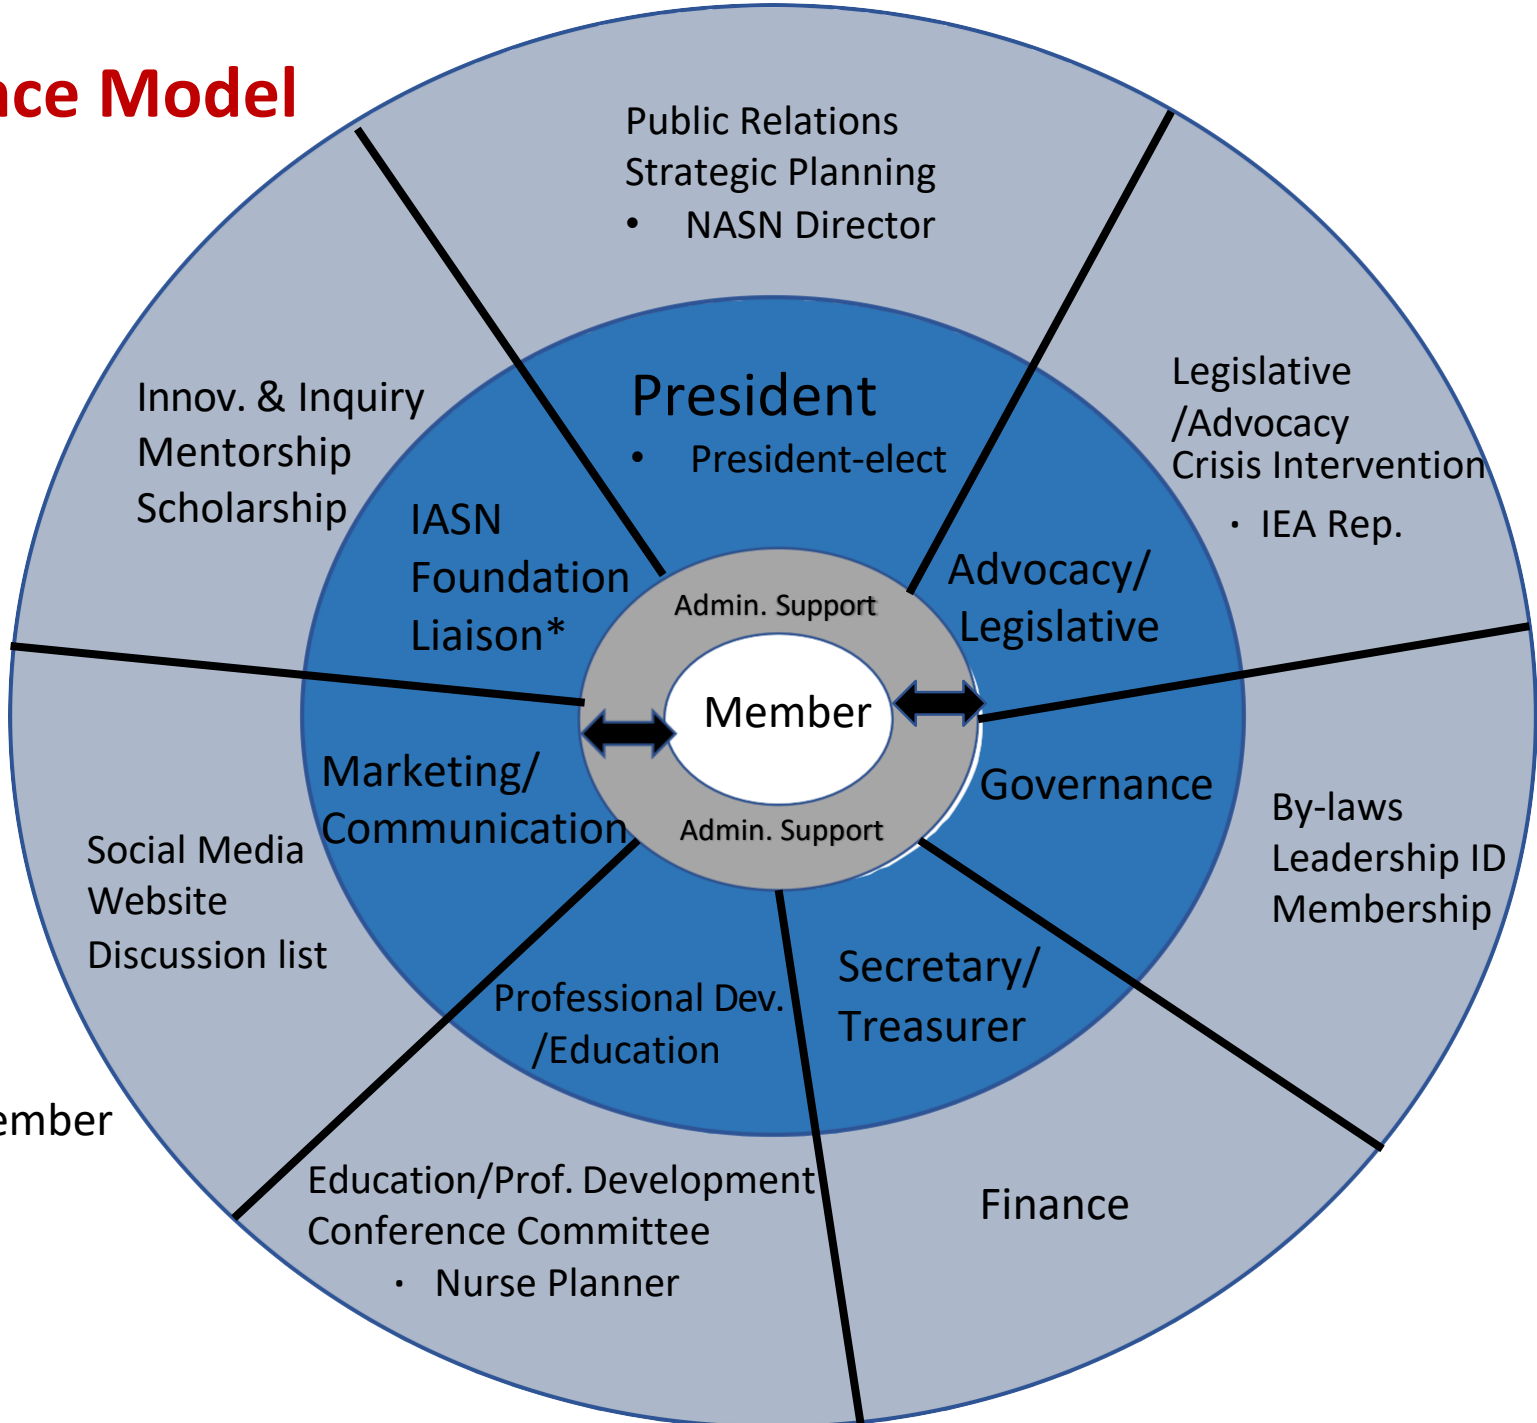 nce Model
Public Relations
Strategic Planning
• NASN Director
Innov. & Inquiry
Mentorship
Scholarship
President
• President-elect
Legislative
/Advocacy
Crisis Intervention
• IEA Rep.
IASN
Foundation
Liaison*
Advocacy/
Legislative
Admin. Support
Member
Admin. Support
Marketing/
Communication
Governance
By-laws
Leadership ID
Membership
Social Media
Website
Discussion list
Professional Dev.
/Education
Secretary/
Treasurer
ember
Education/Prof. Development
Conference Committee
• Nurse Planner
Finance